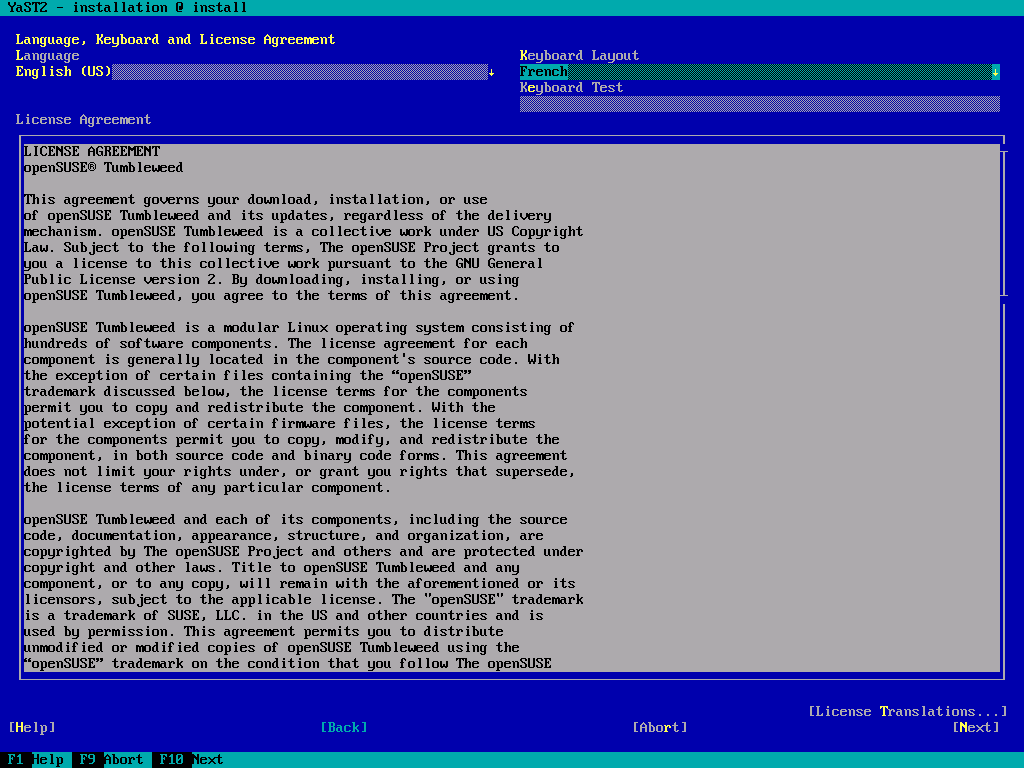 YaST2 - installation @ install
Language, Keyboard and License Agreement
Language
Keyboard Layout
English (US)↓
French↓
Keyboard Test
License Agreement
LICENSE AGREEMENT
openSUSE® Tumbleweed
This agreement governs your download, installation, or use
of openSUSE Tumbleweed and its updates, regardless of the delivery
mechanism. openSUSE Tumbleweed is a collective work under US Copyright
Law. Subject to the following terms, The openSUSE Project grants to
you a license to this collective work pursuant to the GNU General
Public License version 2. By downloading, installing, or using
openSUSE Tumbleweed, you agree to the terms of this agreement.
openSUSE Tumbleweed is a modular Linux operating system consisting of
hundreds of software components. The license agreement for each
component is generally located in the component's source code. With
the exception of certain files containing the “openSUSE”
trademark discussed below, the license terms for the components
permit you to copy and redistribute the component. With the
potential exception of certain firmware files, the license terms
for the components permit you to copy, modify, and redistribute the
component, in both source code and binary code forms. This agreement
does not limit your rights under, or grant you rights that supersede,
the license terms of any particular component.
openSUSE Tumbleweed and each of its components, including the source
code, documentation, appearance, structure, and organization, are
copyrighted by The openSUSE Project and others and are protected under
copyright and other laws. Title to openSUSE Tumbleweed and any
component, or to any copy, will remain with the aforementioned or its
licensors, subject to the applicable license. The "openSUSE" trademark
is a trademark of SUSE, LLC. in the US and other countries and is
used by permission. This agreement permits you to distribute
unmodified or modified copies of openSUSE Tumbleweed using the
“openSUSE” trademark on the condition that you follow The openSUSE
[License Translations...]
[Help] [Back] [Abort] [Next]
F1 Help F9 Abort F10 Next